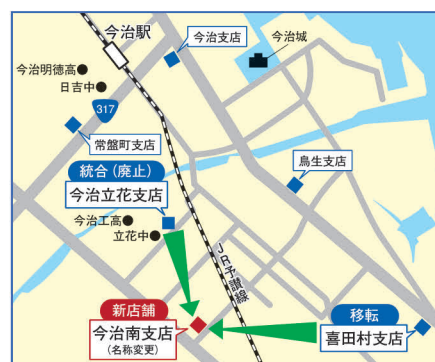 今治駅
今治支店
今治城
今治明徳高
日吉中
317
常盤町支店
鳥生支店
統合(廃止)
今治立花支店
今治工高
立花中
JR予讃線
新店舗
今治南支店
(名称変更)
移転
喜田村支店